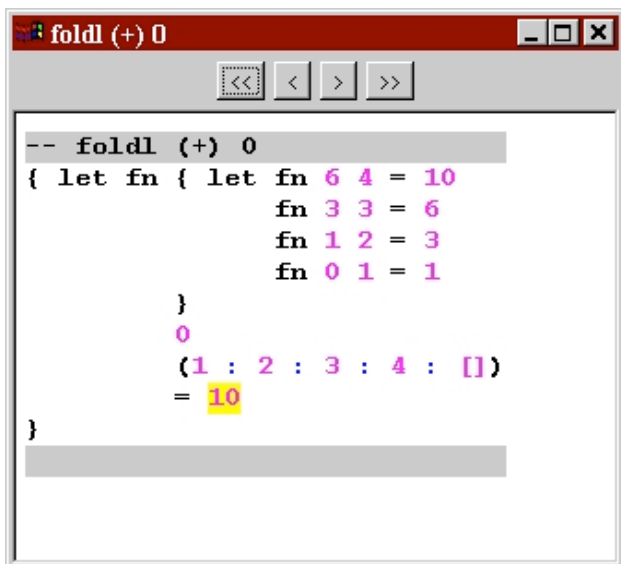 foldl (+) 0
<< < > >>
-- foldl (+) 0
{ let fn { let fn 6 4 = 10
fn 3 3 = 6
fn 1 2 = 3
fn 0 1 = 1
}
0
(1 : 2 : 3 : 4 : [])
= 10
}